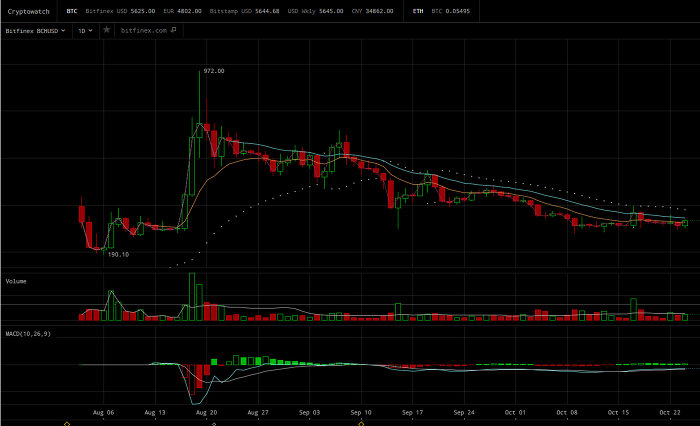 Cryptowatch BTC Bitfinex USD 5625.00 EUR 4802.00 Bitstamp USD 5644.68 USD Wkly 5645.00 CNY 34862.00 ETH BTC 0.05495
Bitfinex BCHUSD 1D bitfinex.com
972.00
190.10
Volume
MACD(10,26,9)
Aug 06 Aug 13 Aug 20 Aug 27 Sep 03 Sep 10 Sep 17 Sep 24 Oct 01 Oct 08 Oct 15 Oct 22